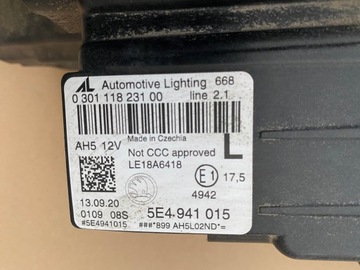 AL Automotive Lighting 668
0 301 118 231 00 line 2.1
AH5 12V Made in Czechia
Not CCC approved L
LE18A6418
E1 17,5
4942
13.09.20
0109 08S 5E4 941 015
#5E4941015 ###*899 AH5L02ND*=